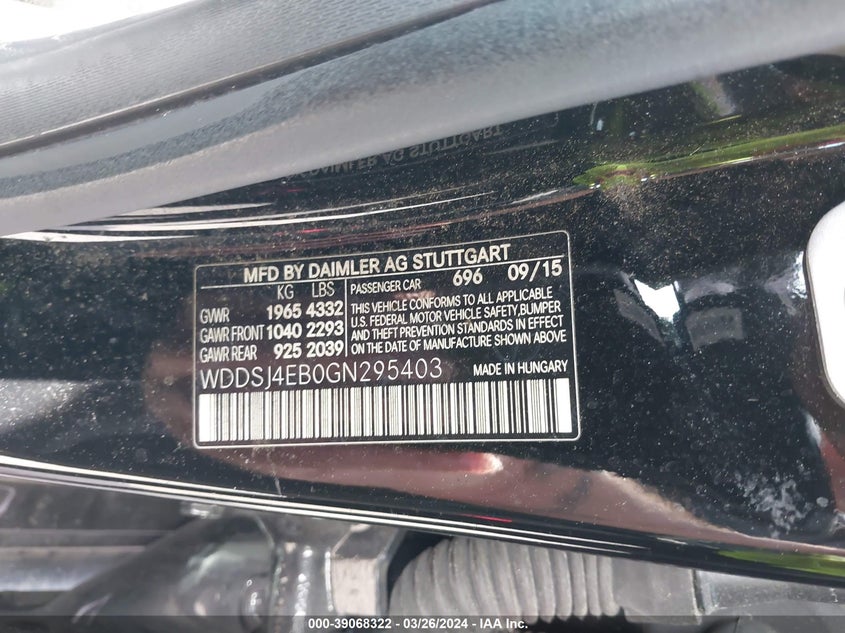 MFD BY DAIMLER AG STUTTGART
KG LBS
GVWR 1965 4332
GAWR FRONT 1040 2293
GAWR REAR 925 2039
PASSENGER CAR 696 09/15
THIS VEHICLE CONFORMS TO ALL APPLICABLE
U.S. FEDERAL MOTOR VEHICLE SAFETY,BUMPER
AND THEFT PREVENTION STANDARDS IN EFFECT
ON THE DATE OF MANUFACTURE SHOWN ABOVE
WDDSJ4EB0GN295403 MADE IN HUNGARY
000-39068322 / 03/26/2024 - IAA Inc.